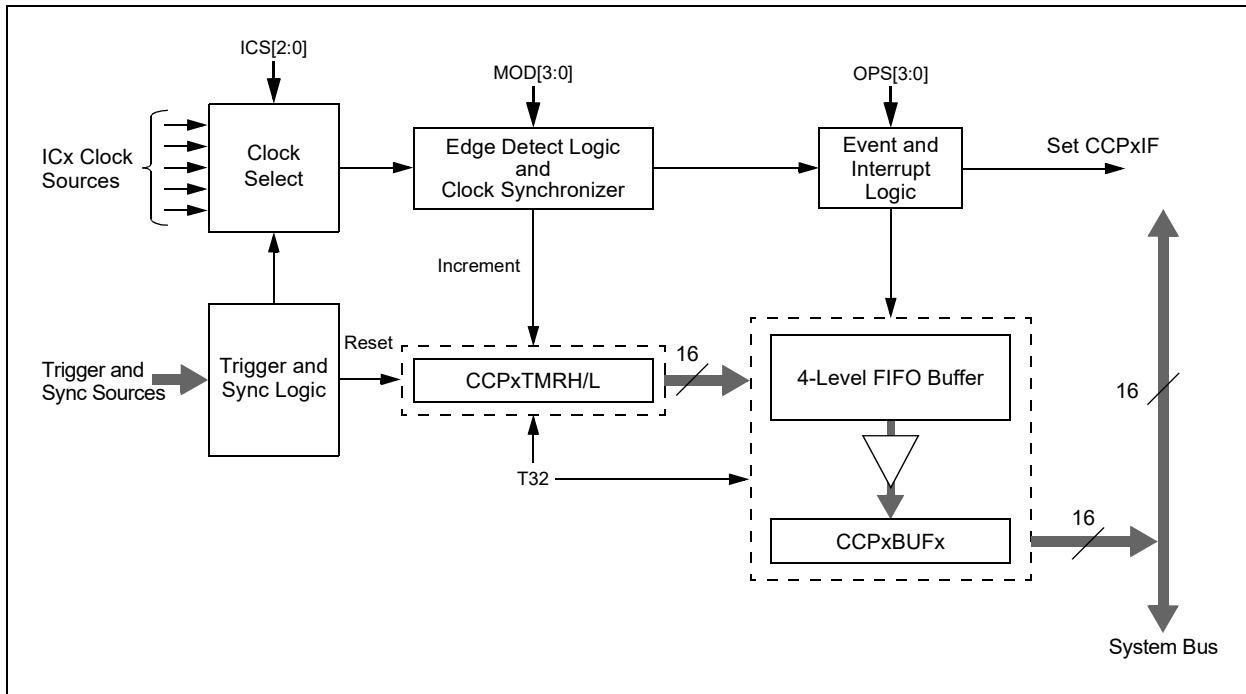 ICS[2:0]
MOD[3:0]
OPS[3:0]
ICx Clock
Sources
Clock
Select
Edge Detect Logic
and
Clock Synchronizer
Event and
Interrupt
Logic
Set CCPxIF
Increment
Trigger and
Sync Sources
Trigger and
Sync Logic
Reset
CCPxTMRH/L
16
4-Level FIFO Buffer
16
T32
CCPxBUFx
16
System Bus